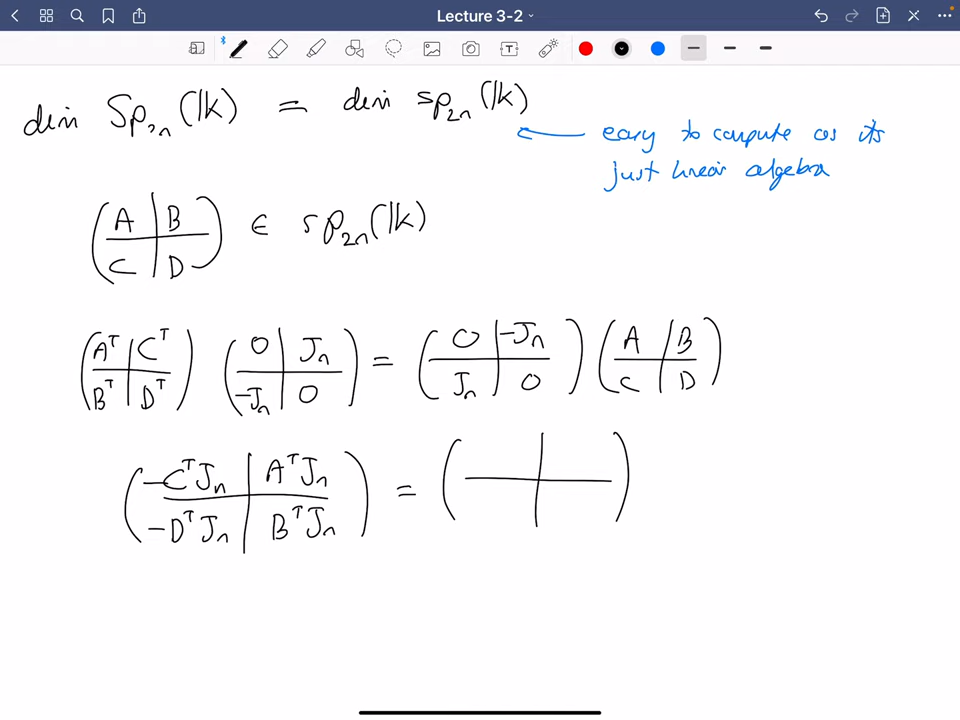 Lecture 3-2
dim Sp₂ₙ(𝕜) = dim sp₂ₙ(𝕜)
← easy to compute as its
just linear algebra
(A | B / C | D) ∈ sp₂ₙ(𝕜)
(Aᵀ | Cᵀ / Bᵀ | Dᵀ) (0 | Jₙ / -Jₙ | 0) = (0 | -Jₙ / Jₙ | 0) (A | B / C | D)
(-CᵀJₙ | AᵀJₙ / -DᵀJₙ | BᵀJₙ) = ( | / | )